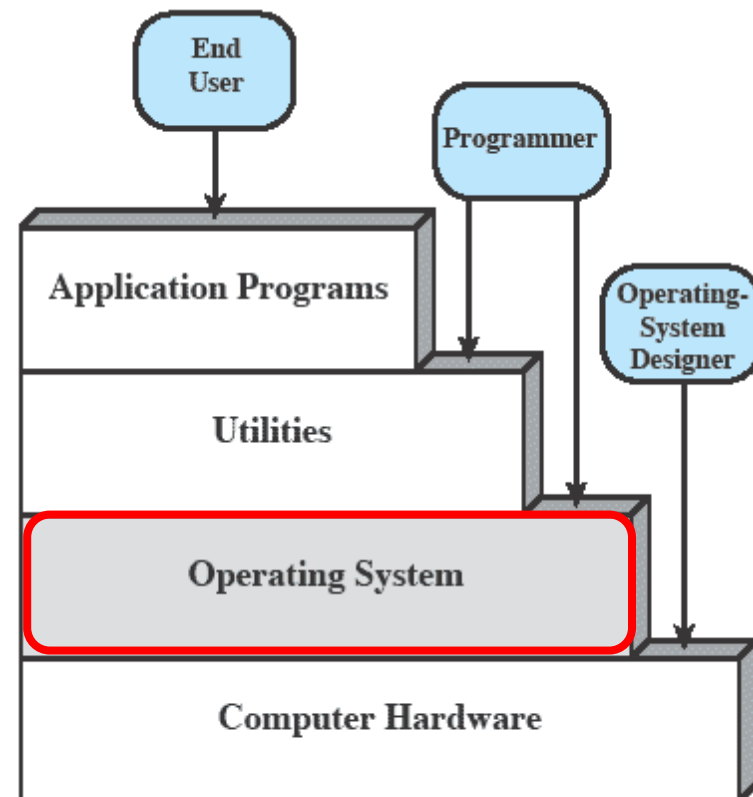 End
User
Programmer
Application Programs
Operating-
System
Designer
Utilities
Operating System
Computer Hardware